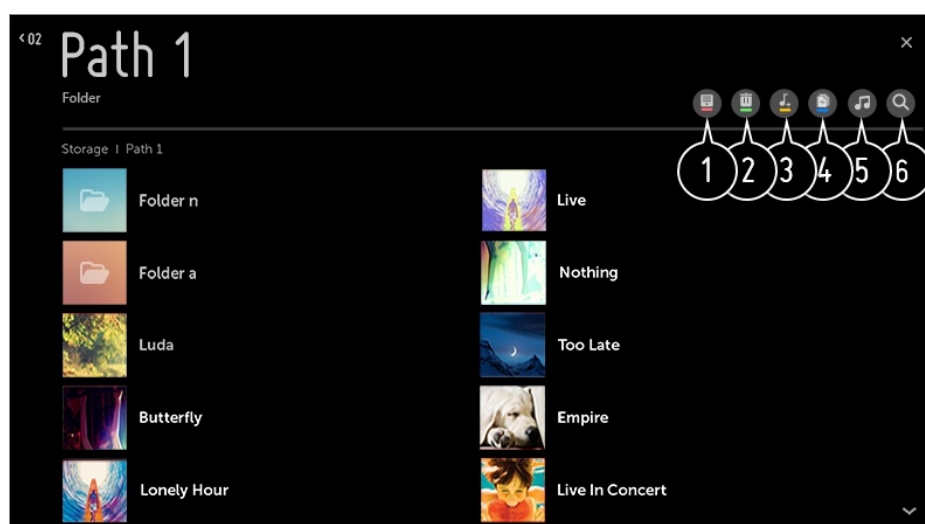 <02
Path 1
×
Folder
1 2 3 4 5 6
Storage I Path 1
Folder n
Live
Folder a
Nothing
Luda
Too Late
Butterfly
Empire
Lonely Hour
Live In Concert